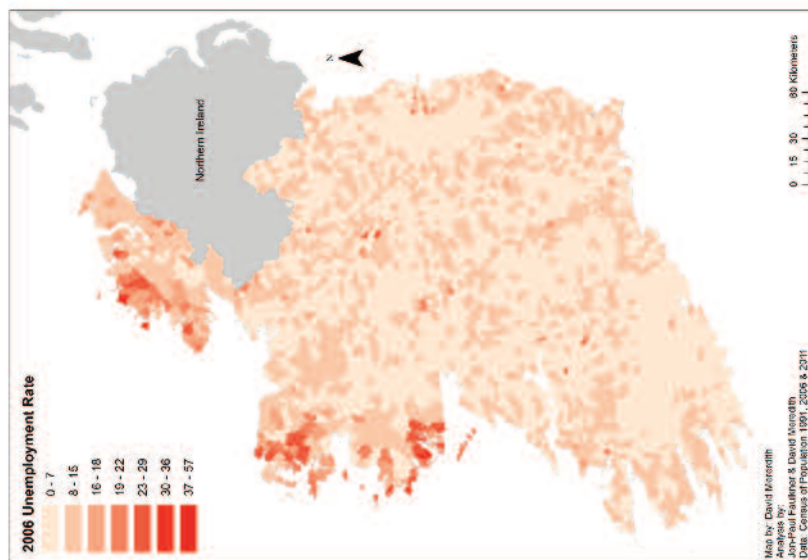 2006 Unemployment Rate
0 - 7
8 - 15
16 - 18
19 - 22
23 - 29
30 - 36
37 - 57
Northern Ireland
N
Map by: David Meredith
Analysis by:
Ann-Paul Faulkner & David Meredith
Data: Census of Population 1991, 2006 & 2011
0 15 30 60 Kilometers